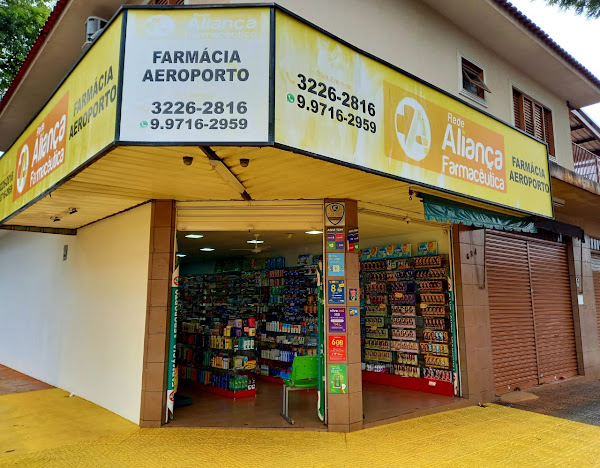 FARMÁCIA
AEROPORTO
Rede
Aliança
Farmacêutica
Aliança
Farmacêutica
FARMÁCIA
AEROPORTO
3226-2816
9.9716-2959
3226-2816
9.9716-2959
Rede
Aliança
Farmacêutica
FARMÁCIA
AEROPORTO